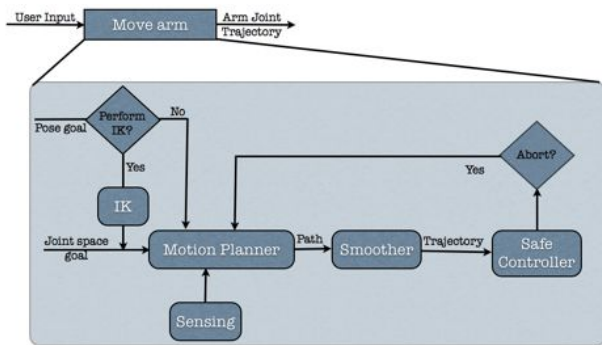 User Input
Move arm
Arm Joint
Trajectory
Perform
IK?
No
Pose goal
Yes
Abort?
Yes
IK
Joint space
goal
Motion Planner
Path
Smoother
Trajectory
Safe
Controller
Sensing